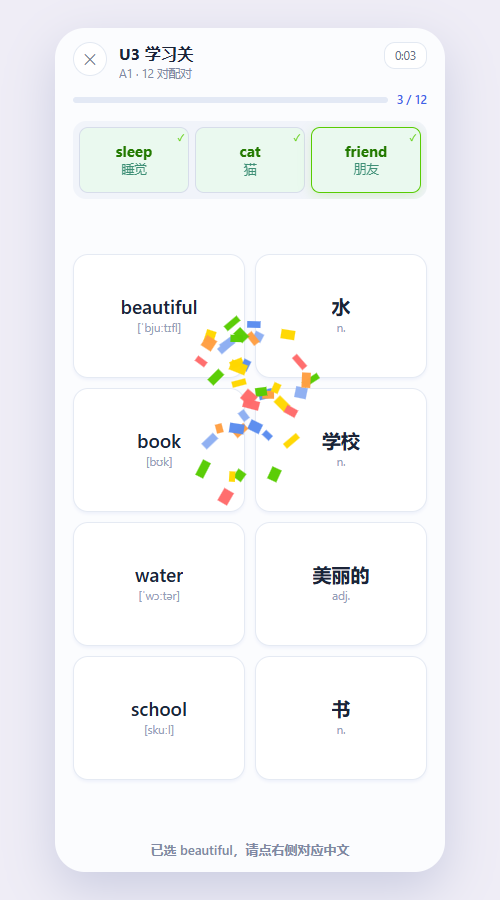 U3 学习关
A1 · 12 对配对
0:03
3 / 12
sleep
睡觉
✓
cat
猫
✓
friend
朋友
✓
beautiful
[ˈbjuːtɪfl]
水
n.
book
[bʊk]
学校
n.
water
[ˈwɔːtər]
美丽的
adj.
school
[skuːl]
书
n.
已选 beautiful，请点右侧对应中文